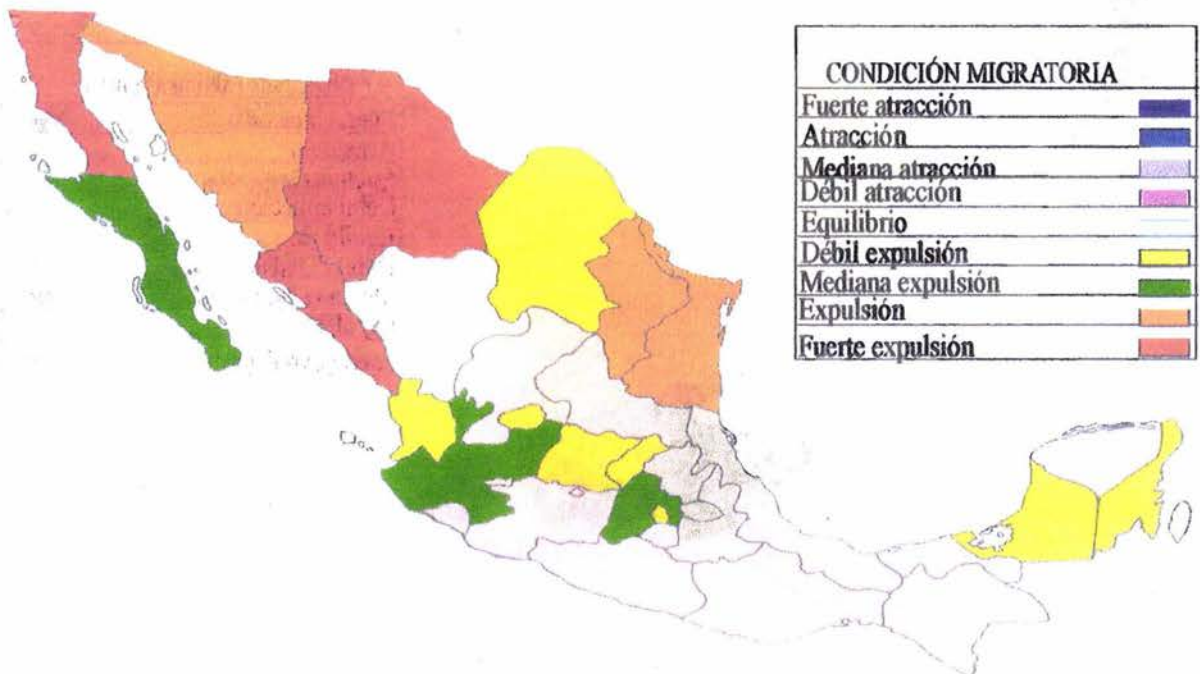 CONDICIÓN MIGRATORIA
Fuerte atracción
Atracción
Mediana atracción
Débil atracción
Equilibrio
Débil expulsión
Mediana expulsión
Expulsión
Fuerte expulsión